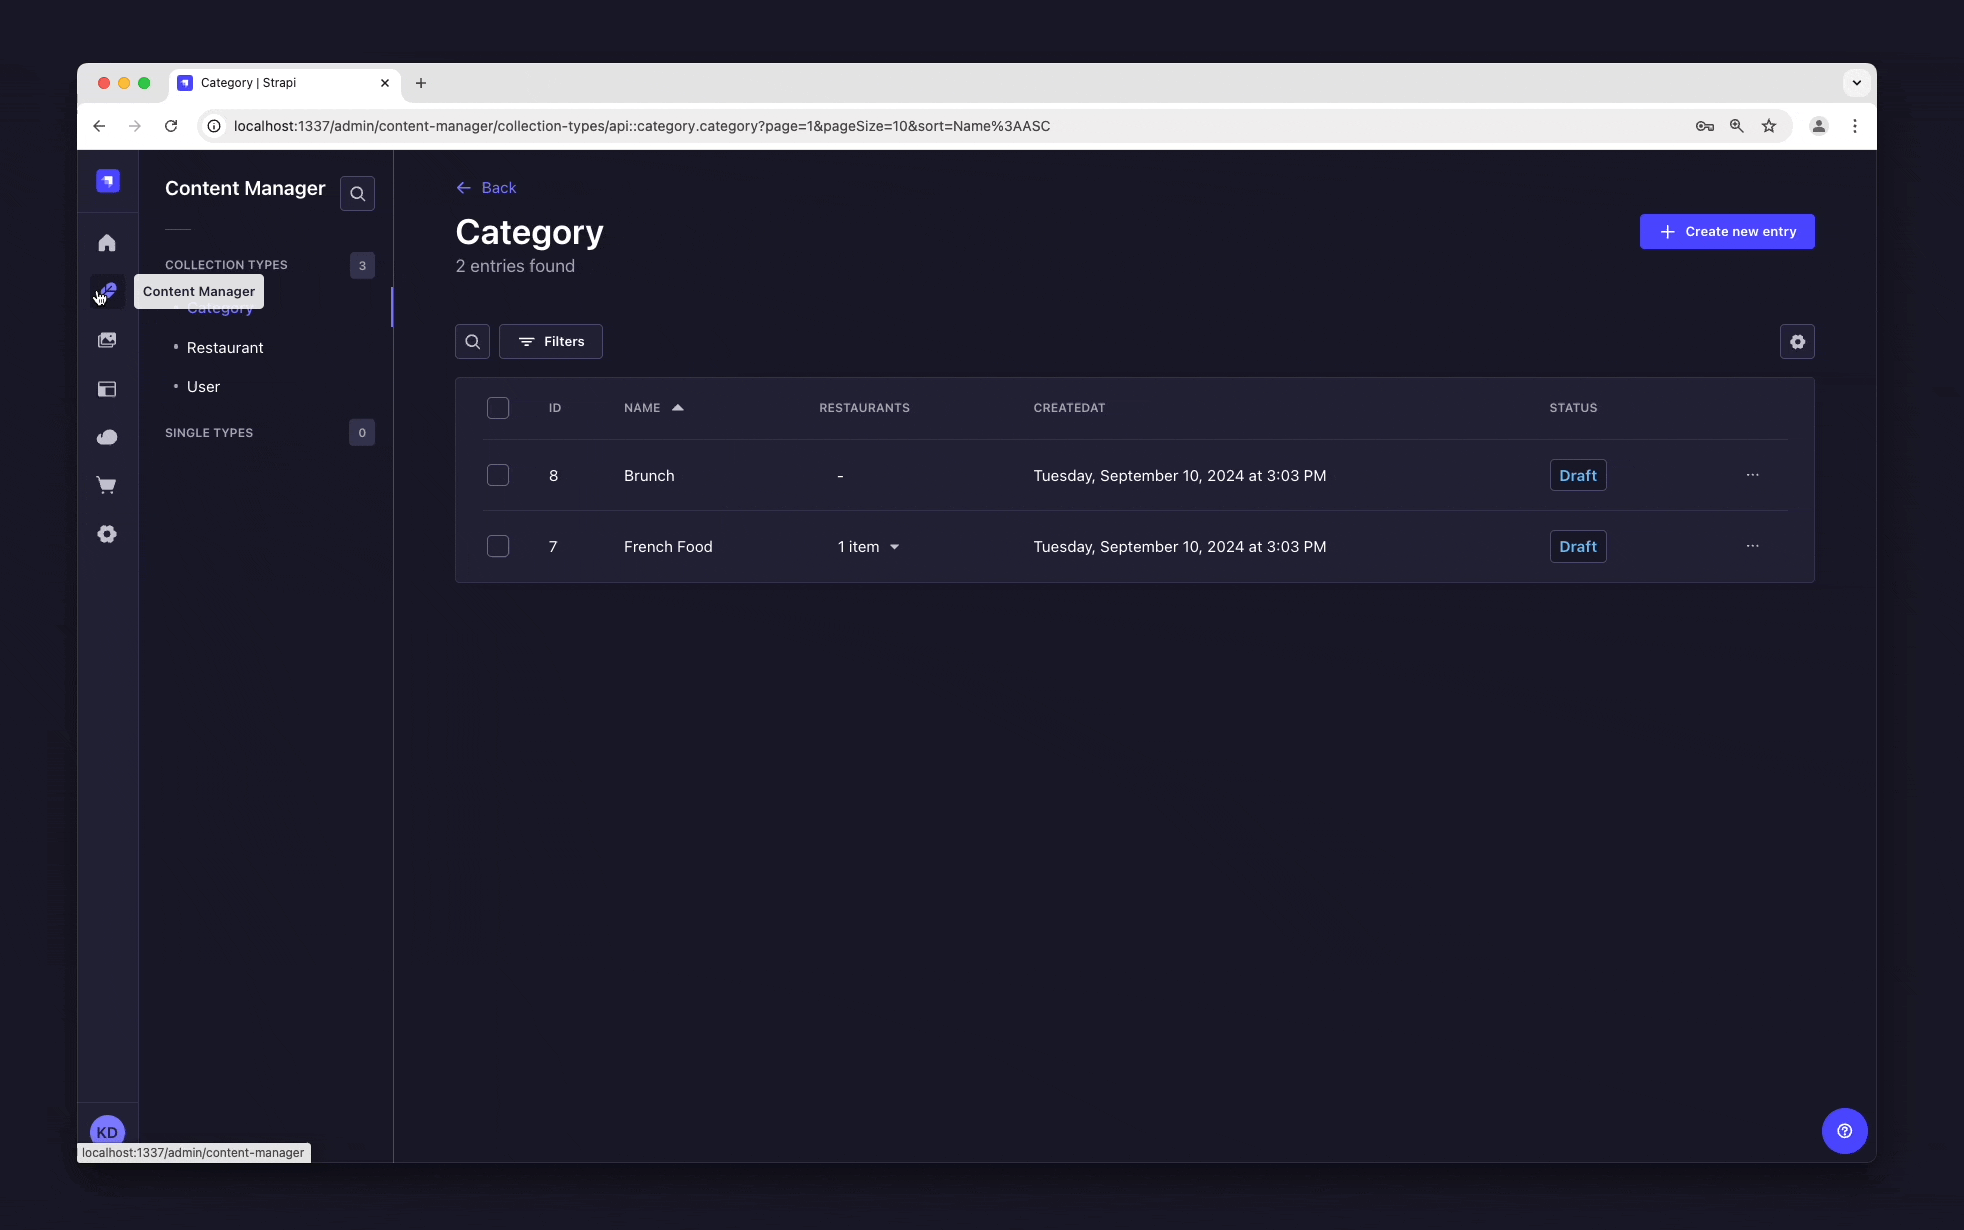 Category | Strapi
localhost:1337/admin/content-manager/collection-types/api::category.category?page=1&pageSize=10&sort=Name%3AASC
Content Manager
COLLECTION TYPES 3
Content Manager
Category
Restaurant
User
SINGLE TYPES 0
Back
Category
2 entries found
Create new entry
Filters
ID NAME RESTAURANTS CREATEDAT STATUS
8 Brunch - Tuesday, September 10, 2024 at 3:03 PM Draft
7 French Food 1 item Tuesday, September 10, 2024 at 3:03 PM Draft
KD
localhost:1337/admin/content-manager